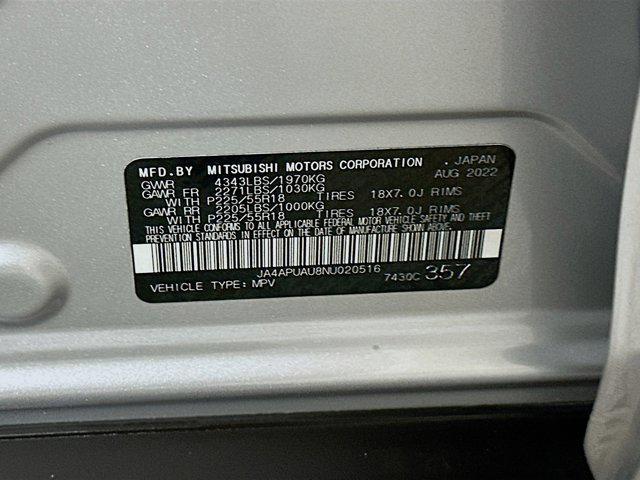 MFD.BY MITSUBISHI MOTORS CORPORATION . JAPAN
GVWR 4343LBS/1970KG AUG 2022
GAWR FR 2271LBS/1030KG
WITH P225/55R18 TIRES 18X7.0J RIMS
GAWR RR 2205LBS/1000KG
WITH P225/55R18 TIRES 18X7.0J RIMS
THIS VEHICLE CONFORMS TO ALL APPLICABLE FEDERAL MOTOR VEHICLE SAFETY AND THEFT
PREVENTION STANDARDS IN EFFECT ON THE DATE OF MANUFACTURE SHOWN ABOVE.
JA4APUAU8NU020516
VEHICLE TYPE: MPV 7430C 357